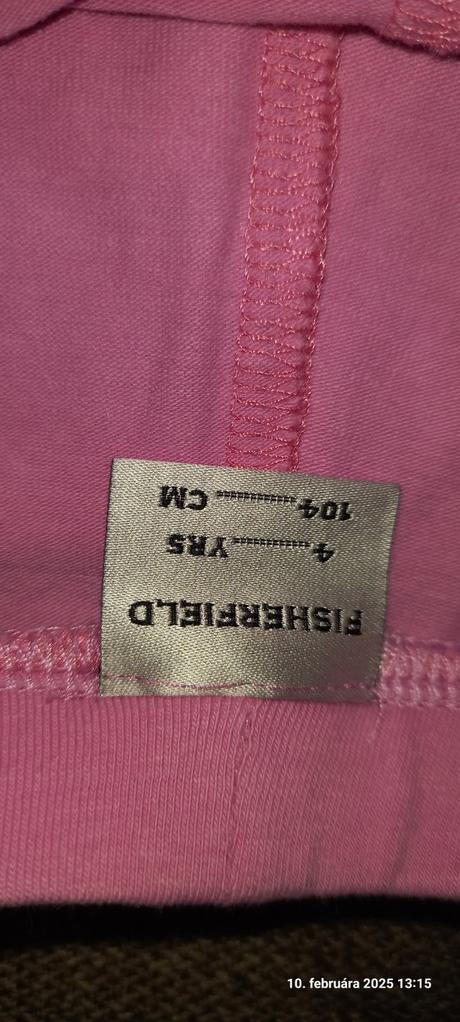 FISHERFIELD
4........YRS
104........CM
10. februára 2025 13:15